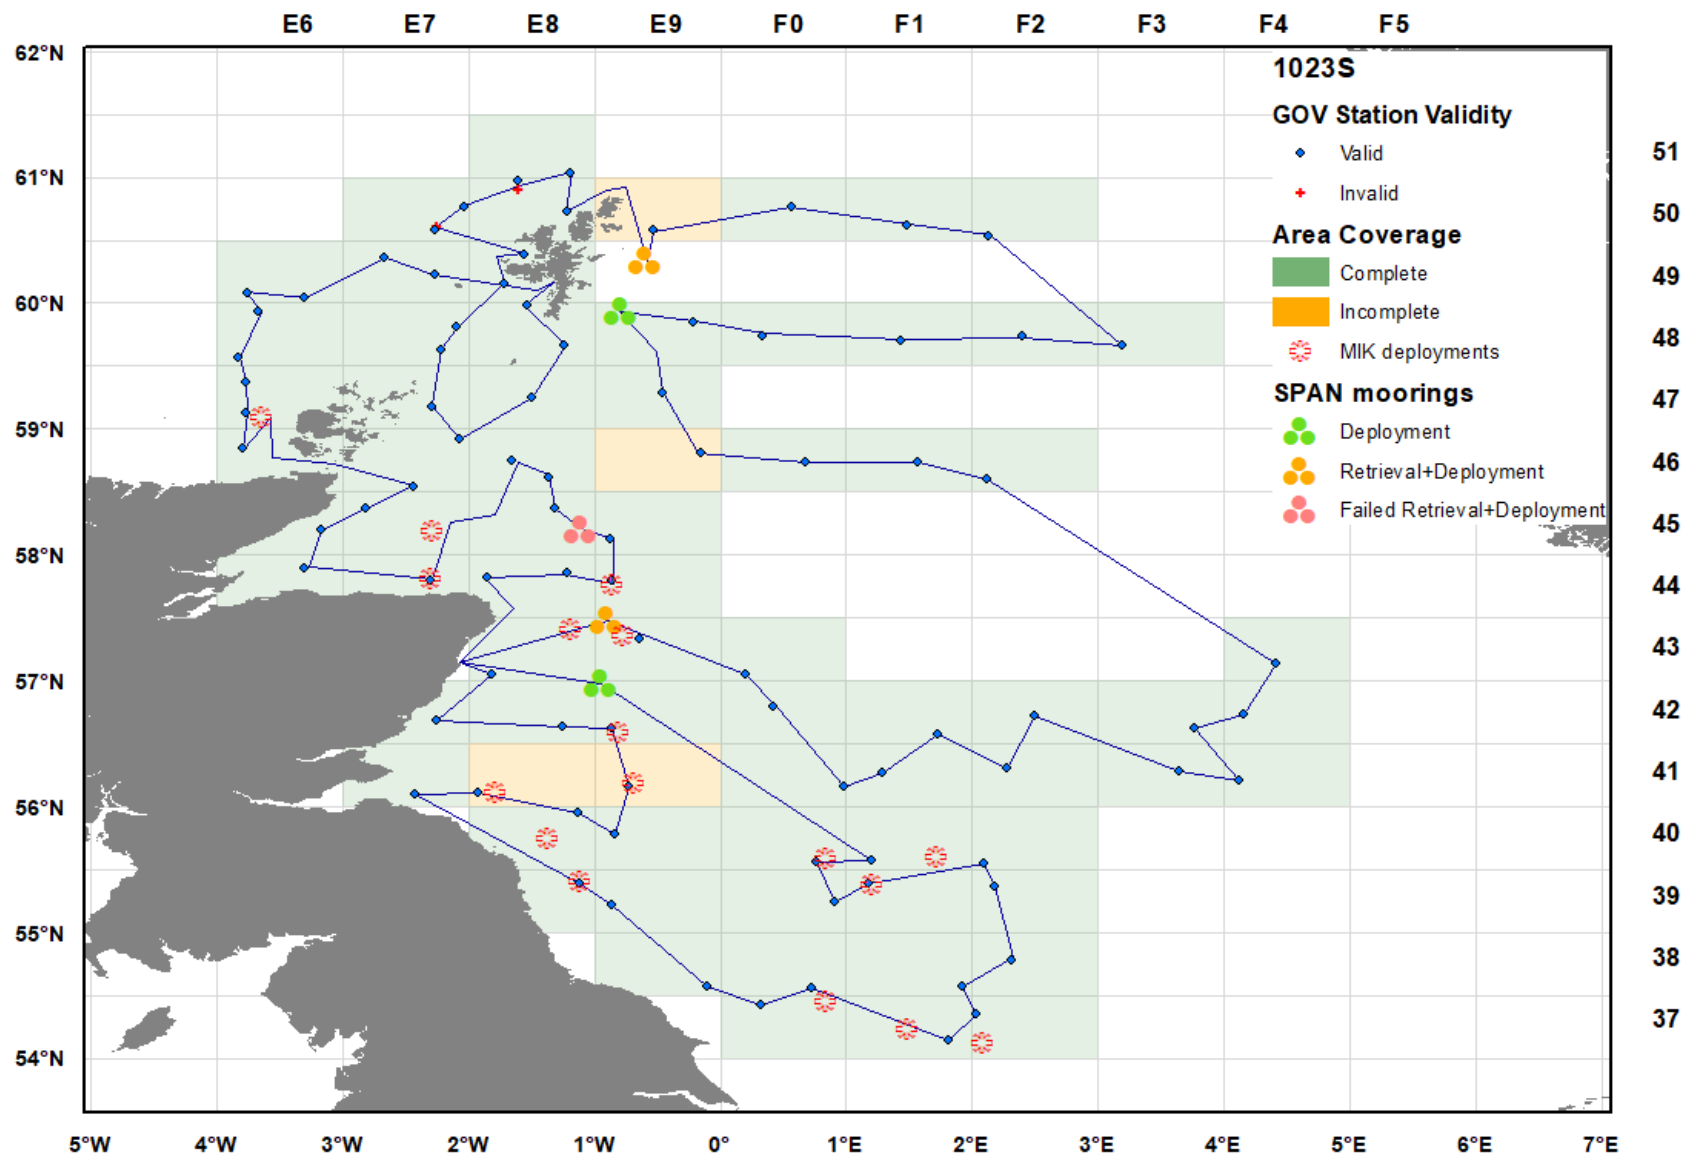 E6 E7 E8 E9 F0 F1 F2 F3 F4 F5
62°N
61°N
60°N
59°N
58°N
57°N
56°N
55°N
54°N
1023S
GOV Station Validity
Valid
Invalid
Area Coverage
Complete
Incomplete
MIK deployments
SPAN moorings
Deployment
Retrieval+Deployment
Failed Retrieval+Deployment
51
50
49
48
47
46
45
44
43
42
41
40
39
38
37
5°W 4°W 3°W 2°W 1°W 0° 1°E 2°E 3°E 4°E 5°E 6°E 7°E